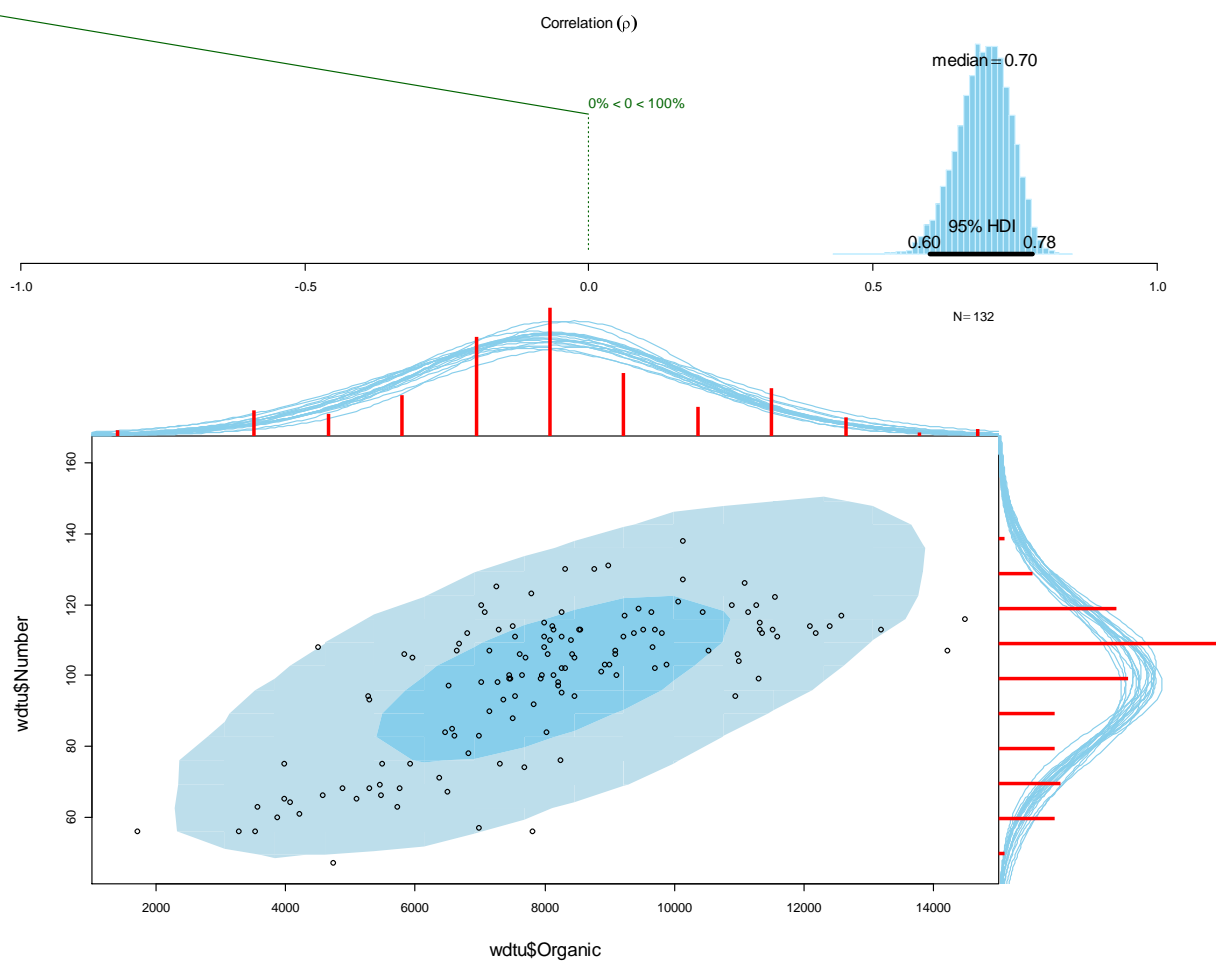 Correlation (ρ)
median = 0.70
0% < 0 < 100%
95% HDI
0.60 0.78
-1.0 -0.5 0.0 0.5 1.0
N = 132
160
140
120
100
80
60
wdtu$Number
2000 4000 6000 8000 10000 12000 14000
wdtu$Organic